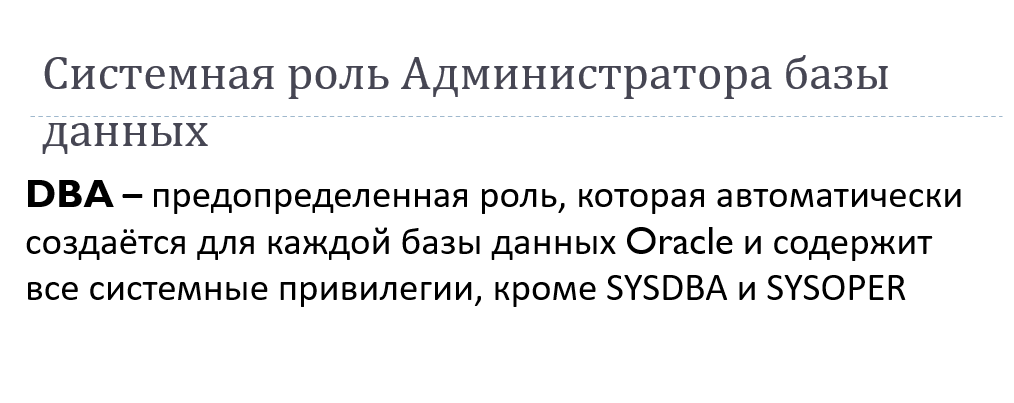 Системная роль Администратора базы
данных
DBA – предопределенная роль, которая автоматически
создаётся для каждой базы данных Oracle и содержит
все системные привилегии, кроме SYSDBA и SYSOPER